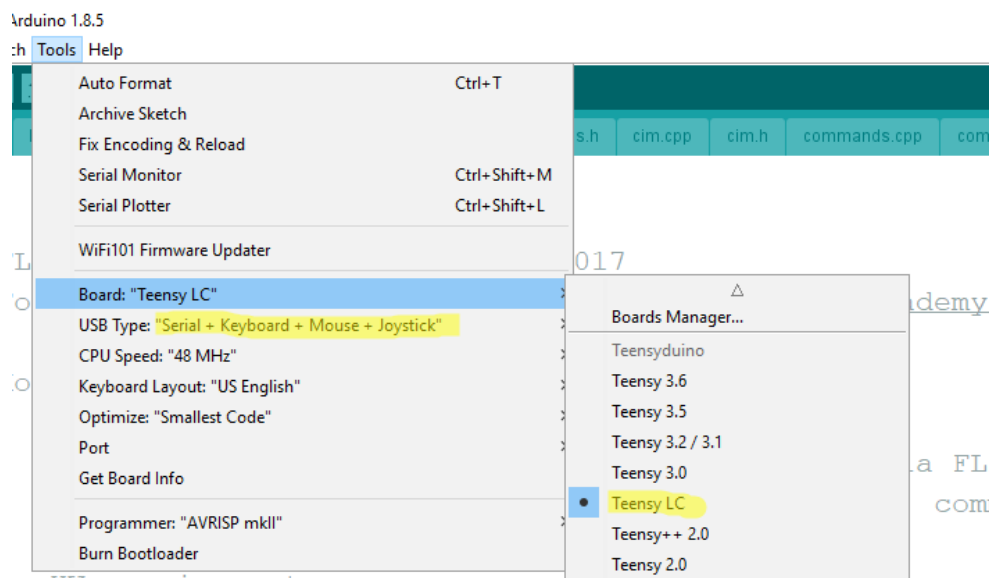 Arduino 1.8.5
ch Tools Help
Auto Format Ctrl+T
Archive Sketch
Fix Encoding & Reload
Serial Monitor Ctrl+Shift+M
Serial Plotter Ctrl+Shift+L
WiFi101 Firmware Updater
Board: "Teensy LC"
USB Type: "Serial + Keyboard + Mouse + Joystick"
CPU Speed: "48 MHz"
Keyboard Layout: "US English"
Optimize: "Smallest Code"
Port
Get Board Info
Programmer: "AVRISP mkII"
Burn Bootloader
s.h cim.cpp cim.h commands.cpp com
017
demy
a FL
com
Boards Manager...
Teensyduino
Teensy 3.6
Teensy 3.5
Teensy 3.2 / 3.1
Teensy 3.0
Teensy LC
Teensy++ 2.0
Teensy 2.0